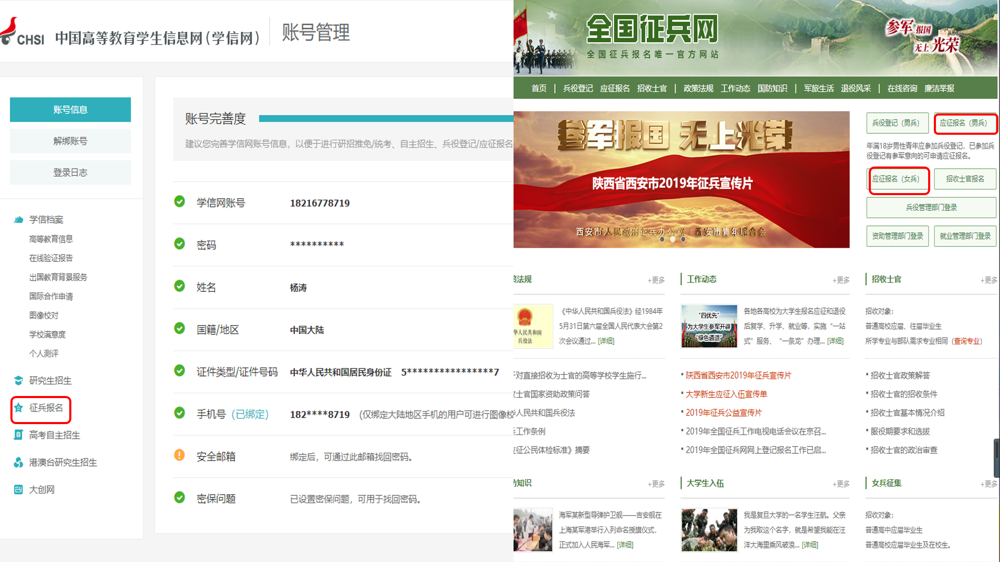 CHSI 中国高等教育学生信息网(学信网)
账号管理
账号信息
解绑账号
登录日志
学信档案
高等教育信息
在线验证报告
出国教育背景服务
国际合作申请
图像校对
学校满意度
个人测评
研究生招生
征兵报名
高考自主招生
港澳台研究生招生
大创网
账号完善度
建议您完善学信网账号信息，以便于进行研招推免/统考、自主招生、兵役登记/应征报名
学信网账号 18216778719
密码 **********
姓名 杨涛
国籍/地区 中国大陆
证件类型/证件号码 中华人民共和国居民身份证 5****************7
手机号（已绑定） 182****8719 (仅绑定大陆地区手机的用户可进行图像校
安全邮箱 绑定后，可通过此邮箱找回密码。
密保问题 已设置密保问题，可用于找回密码。
全国征兵网
全国征兵报名唯一官方网站
参军 报国
无上 光荣
首页 | 兵役登记 应征报名 招收士官 | 政策法规 工作动态 国防知识 | 军旅生活 退役风采 | 在线咨询 廉洁举报
参军报国 无上光荣
陕西省西安市2019年征兵宣传片
西安市人民政府征兵办公室·西安市青年联合会
兵役登记（男兵） 应征报名（男兵）
年满18岁男性青年应参加兵役登记，已参加兵
役登记有参军意向的可申请应征报名。
应征报名（女兵） 招收士官报名
兵役管理部门登录
资助管理部门登录 就业管理部门登录
策法规 +更多
华人民共和国
兵役法
《中华人民共和国兵役法》经1984年
5月31日第六届全国人民代表大会第2
次会议通过... [详细]
对直接招收为士官的高等学校学生施行...
士官国家资助政策问答
人民共和国兵役法
工作条例
应征公民体检标准》摘要
工作动态 +更多
“四优先”
为大学生参军开辟
“绿色通道”
各地各高校为大学生报名应征和退役
后复学、升学、就业等，实施“一站
式”服务、“一条龙”办理... [详细]
• 陕西省西安市2019年征兵宣传片
• 大学新生应征入伍宣传单
• 2019年征兵公益宣传片
• 2019年全国征兵工作电视电话会议在京召...
• 2019年全国征兵网网上登记报名工作已启...
招收士官 +更多
招收对象：
普通高校应届、往届毕业生
所学专业与部队需求专业相同（查询专业）
• 招收士官政策解答
• 招收士官的招收条件
• 招收士官基本情况介绍
• 服役期要求和选拔
• 招收士官的政治审查
防知识 +更多
海军某新型导弹护卫舰——吉安舰在
上海某军港举行入列命名授旗仪式，
正式加入人民海军... [详细]
大学生入伍 +更多
我是复旦大学的一名学生汪航。父亲
为我取这个名字，就是希望我能在汪
洋大海里乘风破浪... [详细]
女兵征集 +更多
招收对象：
普通高中应届毕业生
普通高校应届毕业生及在校生。